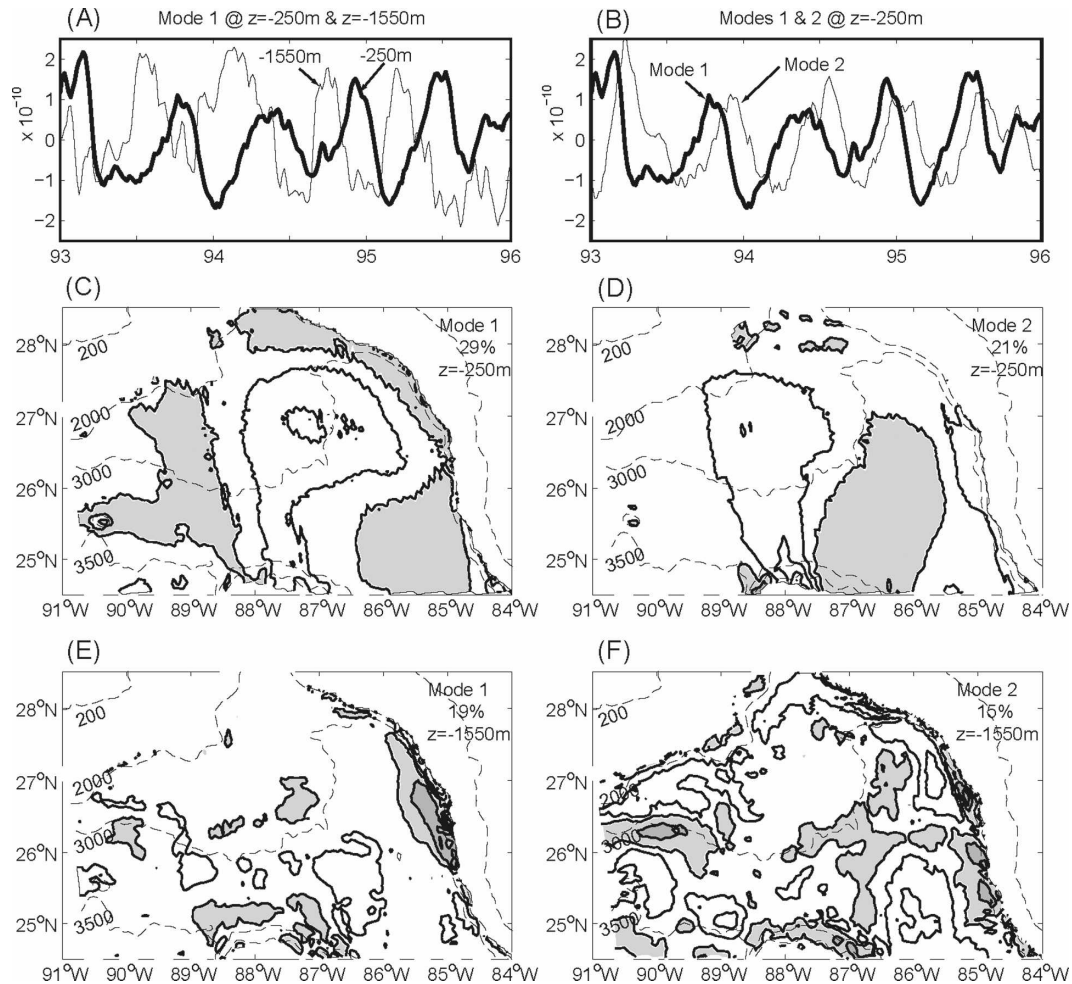 (A) Mode 1 @ z=-250m & z=-1550m
-1550m
-250m
x 10⁻¹⁰
2
1
0
−1
−2
93 94 95 96
(B) Modes 1 & 2 @ z=-250m
Mode 1
Mode 2
x 10⁻¹⁰
2
1
0
−1
−2
93 94 95 96
(C)
Mode 1
29%
z=-250m
200
2000
3000
3500
28°N
27°N
26°N
25°N
91°W 90°W 89°W 88°W 87°W 86°W 85°W 84°W
(D)
Mode 2
21%
z=-250m
200
2000
3000
3500
28°N
27°N
26°N
25°N
91°W 90°W 89°W 88°W 87°W 86°W 85°W 84°W
(E)
Mode 1
19%
z=-1550m
200
2000
3000
3500
28°N
27°N
26°N
25°N
91°W 90°W 89°W 88°W 87°W 86°W 85°W 84°W
(F)
Mode 2
15%
z=-1550m
200
2000
3000
3500
28°N
27°N
26°N
25°N
91°W 90°W 89°W 88°W 87°W 86°W 85°W 84°W